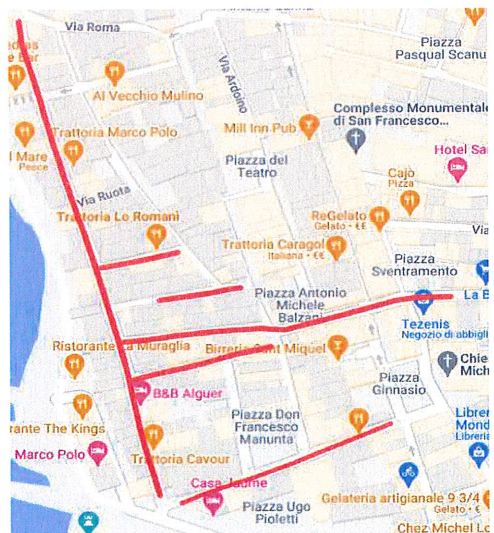 Via Roma
Piazza
Pasqual Scanu
e Bar
Via Ardoino
Al Vecchio Mulino
Complesso Monumentale
di San Francesco...
Trattoria Marco Polo
Mill Inn Pub
l Mare
Pesce
Piazza del
Teatro
Hotel Sa
Cajo
Pizza
Via Ruota
Trattoria Lo Romani
ReGelato
Gelato • €€
Via
Trattoria Caragol
Italiana • €€
Piazza
Sventramento
Piazza Antonio
Michele
Balzani
La B
Tezenis
Negozio di abbigli
Ristorante La Muraglia
Birreria Sant Miquel
Chie
Mich
Piazza
Ginnasio
B&B Alguer
rante The Kings
Piazza Don
Francesco
Manunta
Librer
Mond
Libreria
Marco Polo
Trattoria Cavour
Casa Jaume
Gelateria artigianale 9 3/4
Gelato • €
Piazza Ugo
Pioletti
Chez Michel Lo